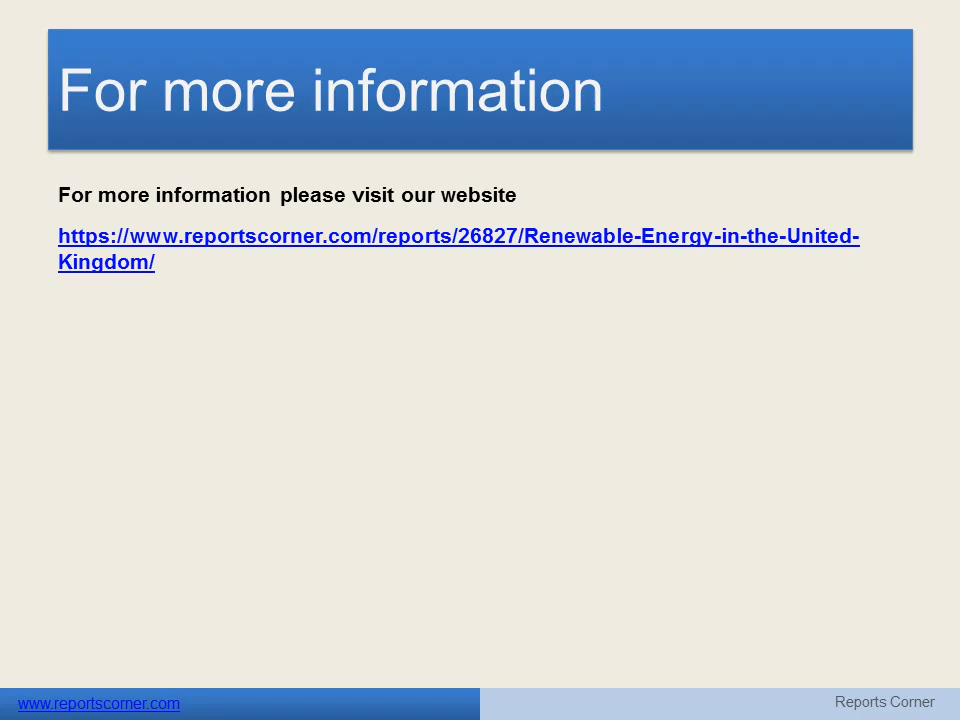 For more information
For more information please visit our website
https://www.reportscorner.com/reports/26827/Renewable-Energy-in-the-United-
Kingdom/
www.reportscorner.com
Reports Corner